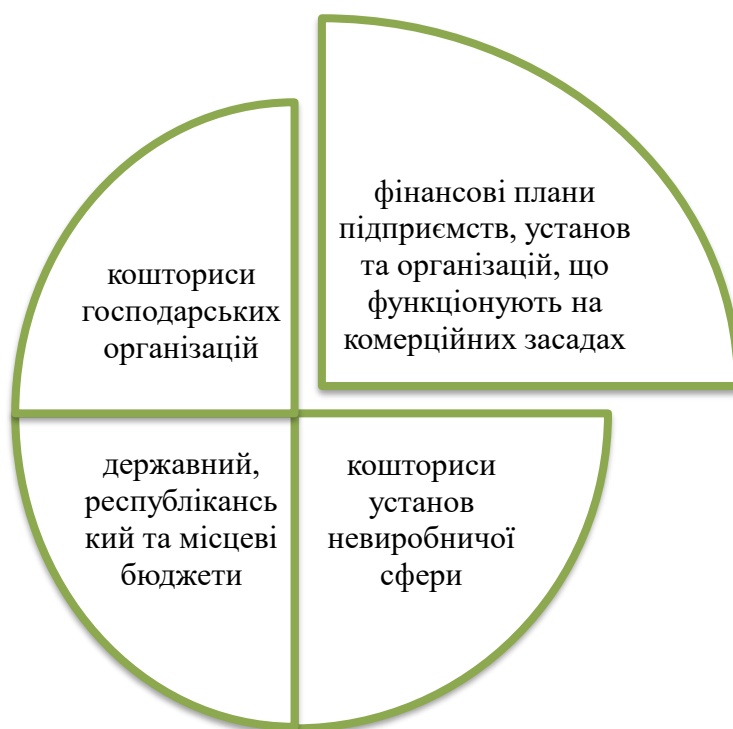 фінансові плани
підприємств, установ
та організацій, що
функціонують на
комерційних засадах
кошториси
господарських
організацій
державний,
республікансь
кий та місцеві
бюджети
кошториси
установ
невиробничої
сфери